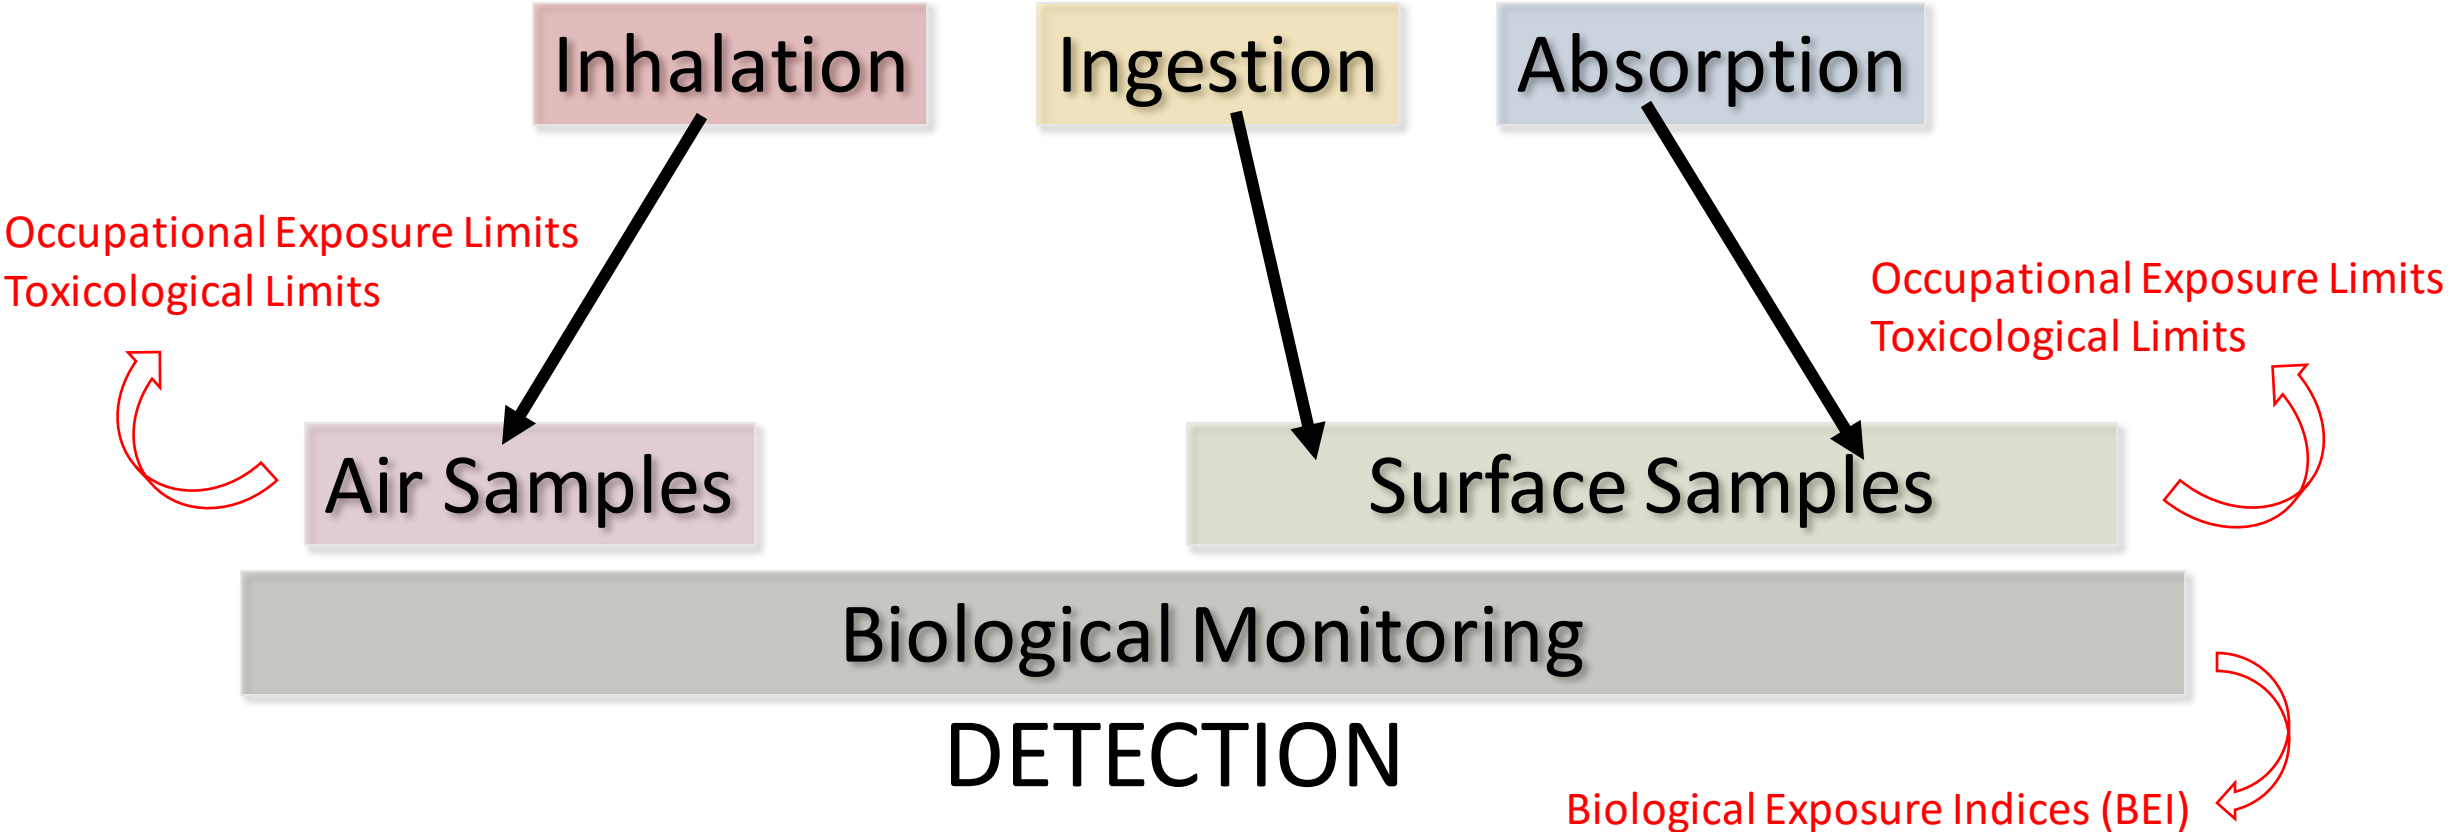 Inhalation
Ingestion
Absorption
Occupational Exposure Limits
Toxicological Limits
Occupational Exposure Limits
Toxicological Limits
Air Samples
Surface Samples
Biological Monitoring
DETECTION
Biological Exposure Indices (BEI)